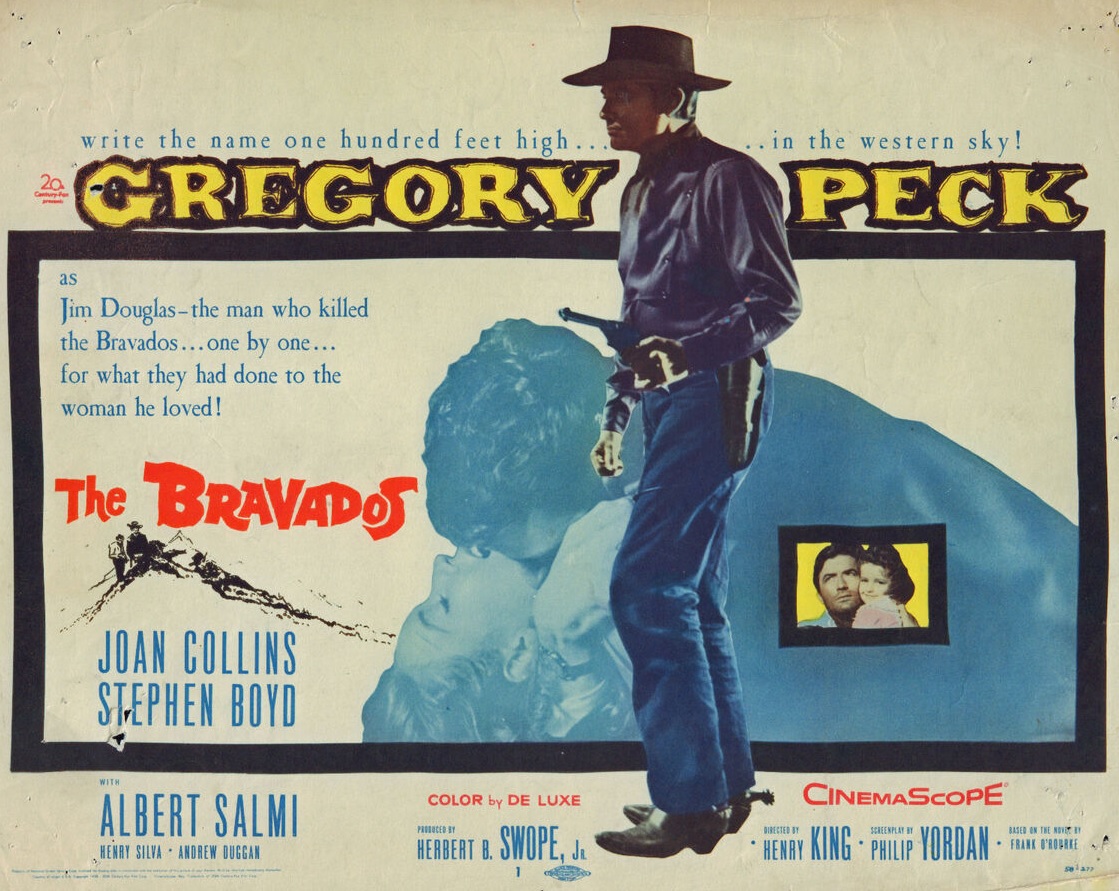 write the name one hundred feet high... ..in the western sky!
20th
Century-Fox
presents
GREGORY PECK
as
Jim Douglas–the man who killed
the Bravados...one by one...
for what they had done to the
woman he loved!
The BRAVADOS
JOAN COLLINS
STEPHEN BOYD
WITH
ALBERT SALMI
HENRY SILVA • ANDREW DUGGAN
COLOR by DE LUXE
PRODUCED BY
HERBERT B. SWOPE, Jr.
1
CINEMASCOPE
• DIRECTED BY HENRY KING • SCREENPLAY BY PHILIP YORDAN • BASED ON THE NOVEL BY FRANK O'ROURKE
58-377